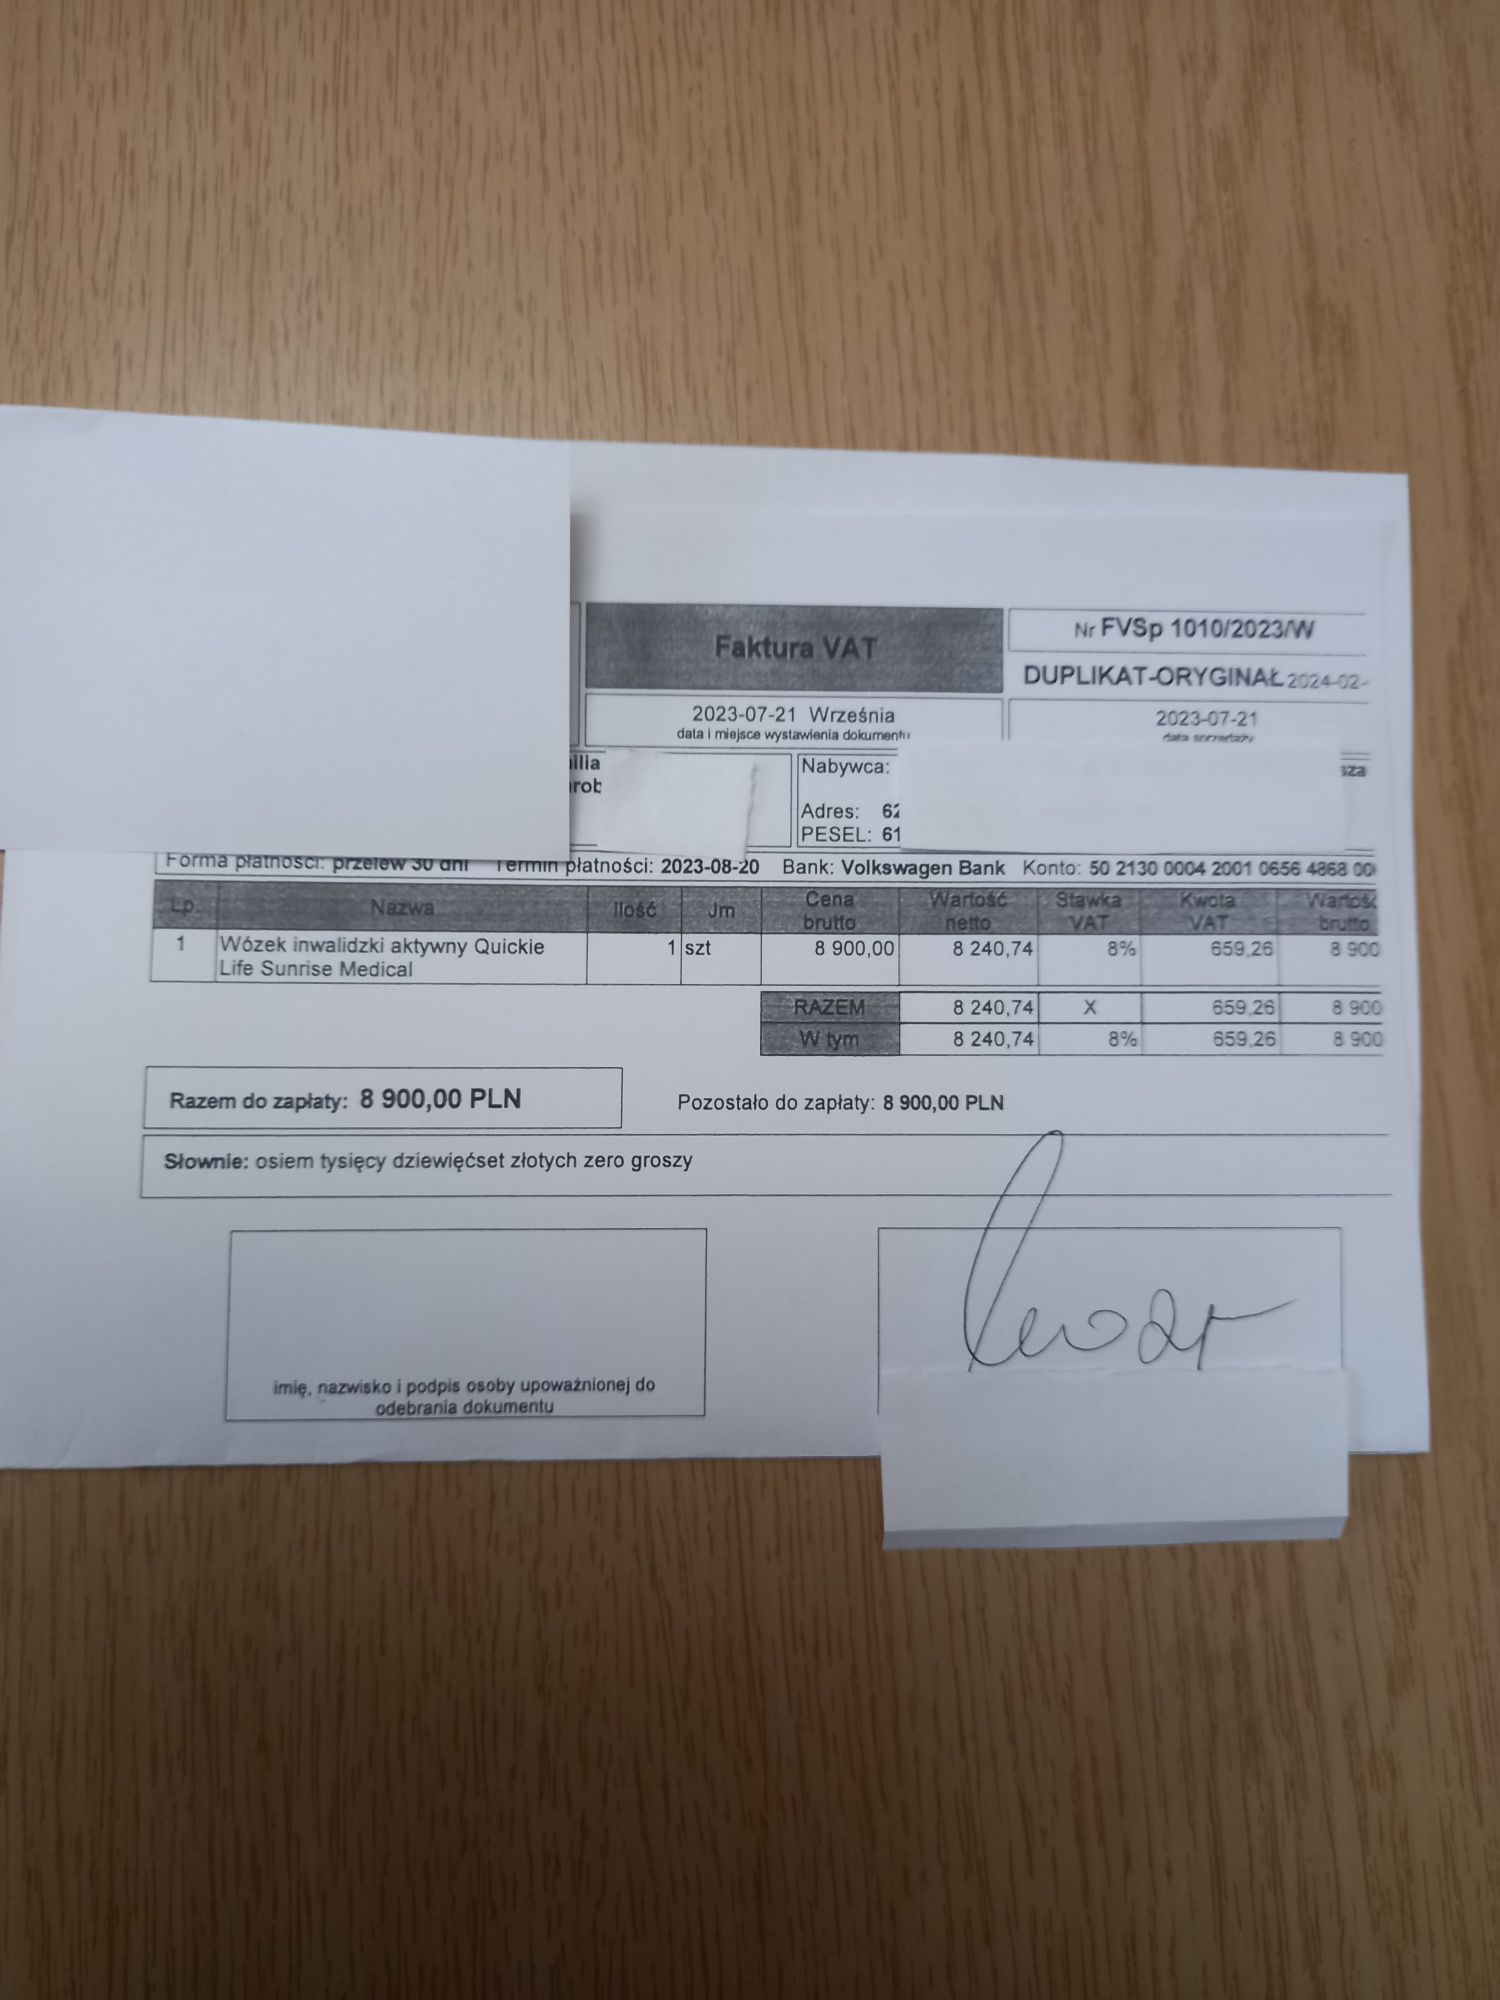 Faktura VAT
Nr FVSp 1010/2023/W
DUPLIKAT-ORYGINAŁ 2024-02-
2023-07-21 Września
data i miejsce wystawienia dokumentu
2023-07-21
data sprzedaży
ilia
rob
Nabywca:
sza
Adres: 62
PESEL: 61
Forma płatności: przelew 30 dni Termin płatności: 2023-08-20 Bank: Volkswagen Bank Konto: 50 2130 0004 2001 0656 4868 00
Lp. Nazwa Ilość Jm Cena brutto Wartość netto Stawka VAT Kwota VAT Wartość brutto
1 Wózek inwalidzki aktywny Quickie 1 szt 8 900,00 8 240,74 8% 659,26 8 900
Life Sunrise Medical
RAZEM 8 240,74 X 659,26 8 900
W tym 8 240,74 8% 659,26 8 900
Razem do zapłaty: 8 900,00 PLN Pozostało do zapłaty: 8 900,00 PLN
Słownie: osiem tysięcy dziewięćset złotych zero groszy
imię, nazwisko i podpis osoby upoważnionej do
odebrania dokumentu